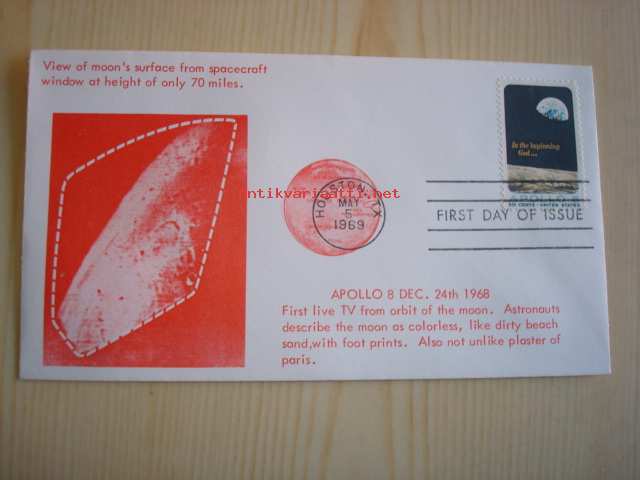 View of moon's surface from spacecraft
window at height of only 70 miles.
In the beginning
God...
APOLLO 8
SIX CENTS · UNITED STATES
antikvariaatti.net
HOUSTON, TX
MAY
5
1969
FIRST DAY OF ISSUE
APOLLO 8 DEC. 24th 1968
First live TV from orbit of the moon. Astronauts
describe the moon as colorless, like dirty beach
sand,with foot prints. Also not unlike plaster of
paris.